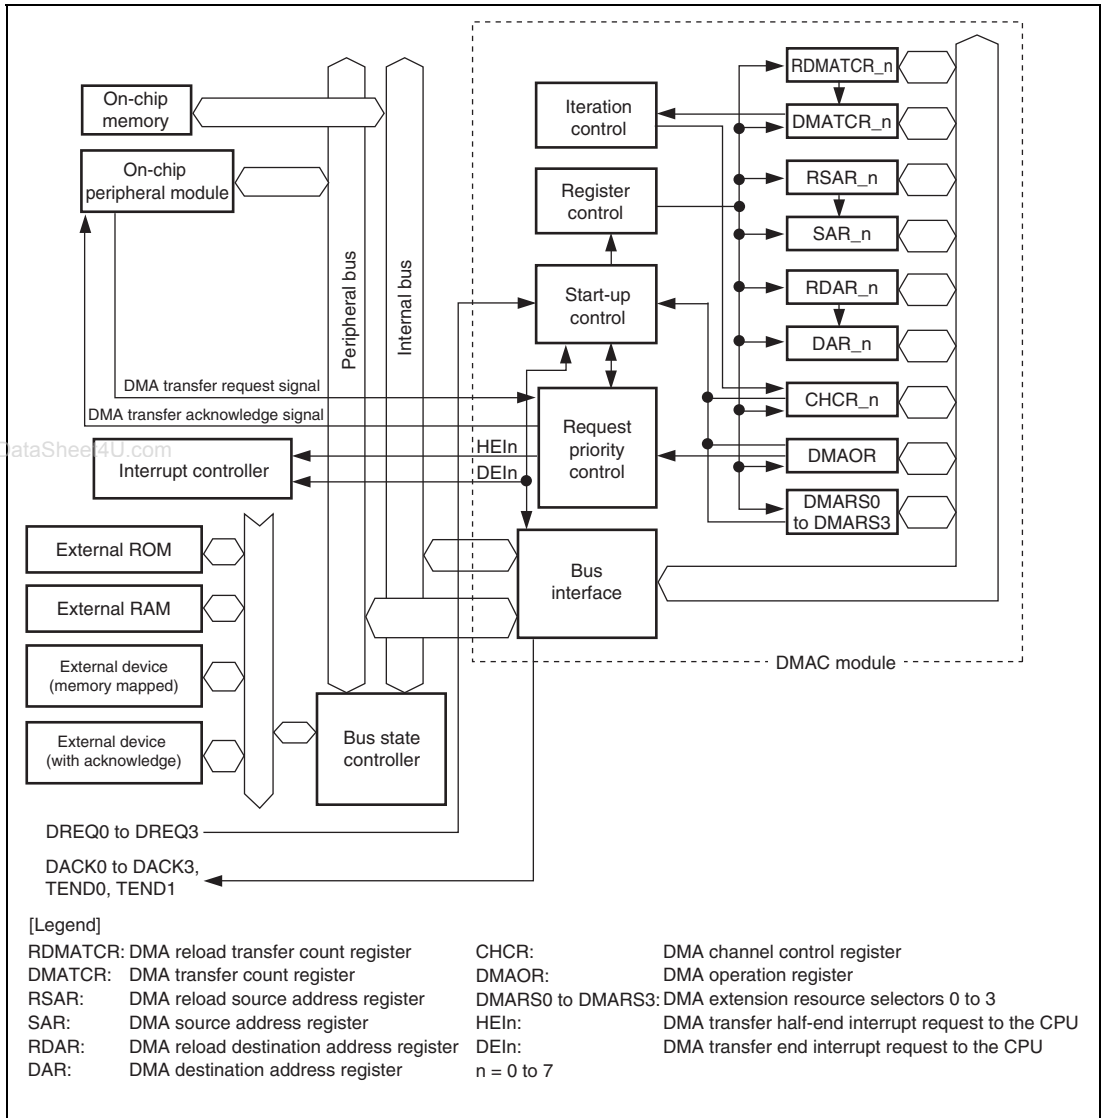 On-chip
memory
On-chip
peripheral module
Peripheral bus
Internal bus
DMA transfer request signal
DMA transfer acknowledge signal
Interrupt controller
HEIn
DEIn
External ROM
External RAM
External device
(memory mapped)
External device
(with acknowledge)
Bus state
controller
DREQ0 to DREQ3
DACK0 to DACK3,
TEND0, TEND1
Iteration
control
Register
control
Start-up
control
Request
priority
control
Bus
interface
RDMATCR_n
DMATCR_n
RSAR_n
SAR_n
RDAR_n
DAR_n
CHCR_n
DMAOR
DMARS0
to DMARS3
DMAC module
DataSheet4U.com
[Legend]
RDMATCR: DMA reload transfer count register
DMATCR: DMA transfer count register
RSAR: DMA reload source address register
SAR: DMA source address register
RDAR: DMA reload destination address register
DAR: DMA destination address register
CHCR: DMA channel control register
DMAOR: DMA operation register
DMARS0 to DMARS3: DMA extension resource selectors 0 to 3
HEIn: DMA transfer half-end interrupt request to the CPU
DEIn: DMA transfer end interrupt request to the CPU
n = 0 to 7